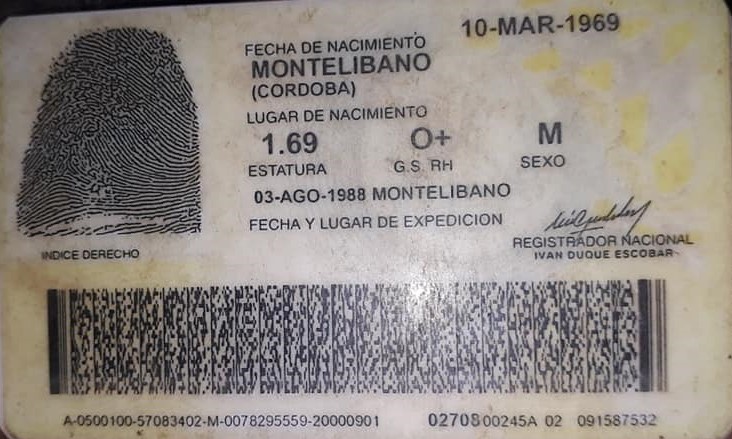 10-MAR-1969
FECHA DE NACIMIENTO
MONTELIBANO
(CORDOBA)
LUGAR DE NACIMIENTO
1.69 O+ M
ESTATURA G.S. RH SEXO
03-AGO-1988 MONTELIBANO
FECHA Y LUGAR DE EXPEDICION
REGISTRADOR NACIONAL
IVAN DUQUE ESCOBAR
INDICE DERECHO
A-0500100-57083402-M-0078295559-20000901 0270800245A 02 091587532